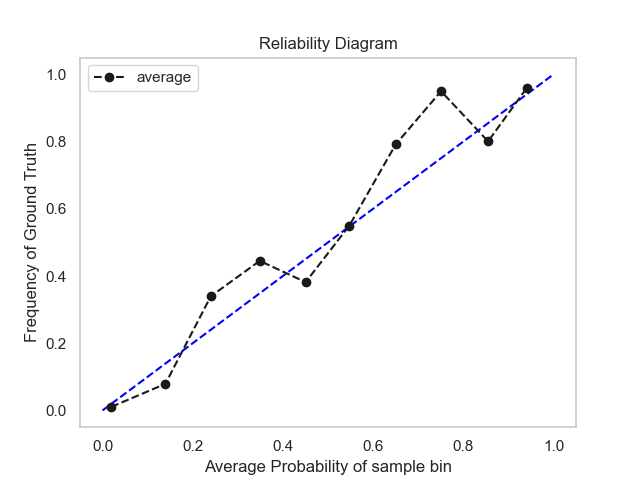 Reliability Diagram
average
1.0
0.8
0.6
0.4
0.2
0.0
Frequency of Ground Truth
0.0 0.2 0.4 0.6 0.8 1.0
Average Probability of sample bin